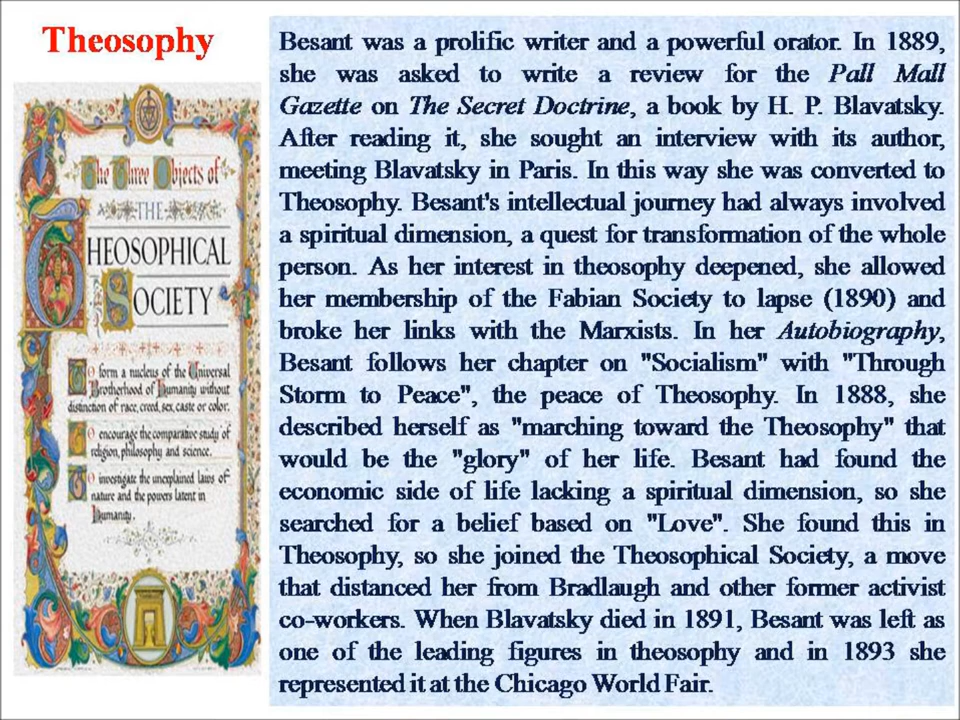 Theosophy
The Three Objects of
THE
THEOSOPHICAL
SOCIETY
TO form a nucleus of the Universal
Brotherhood of Humanity without
distinction of race, creed, sex, caste or color.
TO encourage the comparative study of
religion, philosophy and science.
TO investigate the unexplained laws of
nature and the powers latent in
Humanity.
Besant was a prolific writer and a powerful orator. In 1889,
she was asked to write a review for the Pall Mall
Gazette on The Secret Doctrine, a book by H. P. Blavatsky.
After reading it, she sought an interview with its author,
meeting Blavatsky in Paris. In this way she was converted to
Theosophy. Besant's intellectual journey had always involved
a spiritual dimension, a quest for transformation of the whole
person. As her interest in theosophy deepened, she allowed
her membership of the Fabian Society to lapse (1890) and
broke her links with the Marxists. In her Autobiography,
Besant follows her chapter on "Socialism" with "Through
Storm to Peace", the peace of Theosophy. In 1888, she
described herself as "marching toward the Theosophy" that
would be the "glory" of her life. Besant had found the
economic side of life lacking a spiritual dimension, so she
searched for a belief based on "Love". She found this in
Theosophy, so she joined the Theosophical Society, a move
that distanced her from Bradlaugh and other former activist
co-workers. When Blavatsky died in 1891, Besant was left as
one of the leading figures in theosophy and in 1893 she
represented it at the Chicago World Fair.